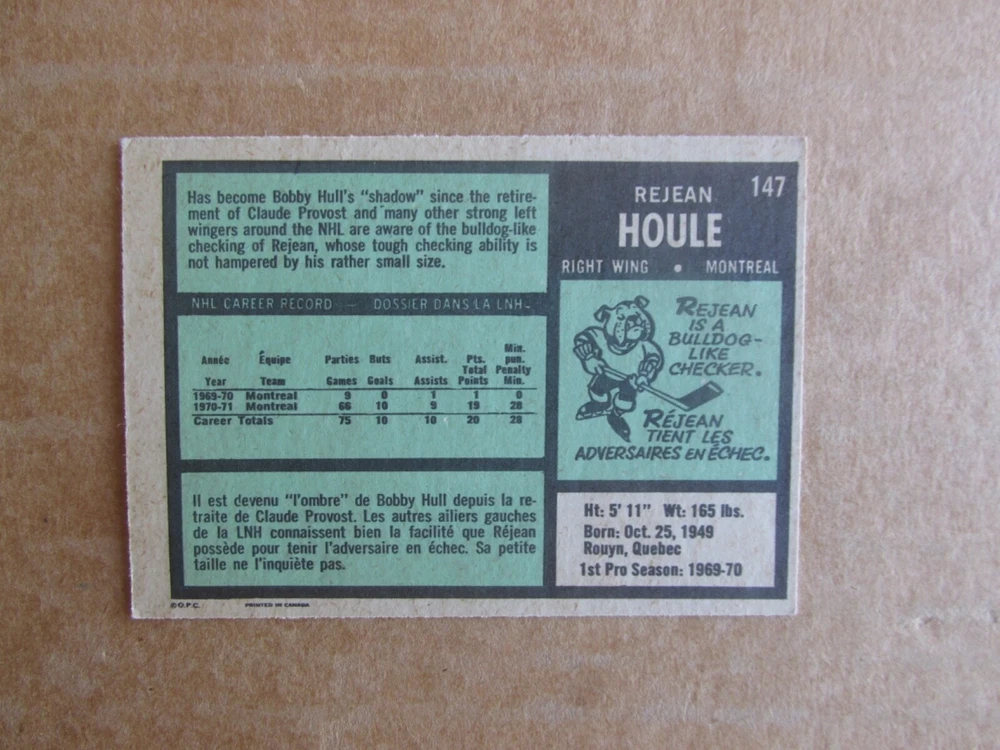 Has become Bobby Hull's "shadow" since the retire-
ment of Claude Provost and many other strong left
wingers around the NHL are aware of the bulldog-like
checking of Rejean, whose tough checking ability is
not hampered by his rather small size.
147
REJEAN
HOULE
RIGHT WING • MONTREAL
NHL CAREER RECORD — DOSSIER DANS LA LNH
Année Équipe Parties Buts Assist. Pts. Min. pun.
Year Team Games Goals Assists Total Points Penalty Min.
1969-70 Montreal 9 0 1 1 0
1970-71 Montreal 66 10 9 19 28
Career Totals 75 10 10 20 28
REJEAN
IS A
BULLDOG-
LIKE
CHECKER.
RÉJEAN
TIENT LES
ADVERSAIRES EN ÉCHEC.
Il est devenu "l'ombre" de Bobby Hull depuis la re-
traite de Claude Provost. Les autres ailiers gauches
de la LNH connaissent bien la facilité que Réjean
possède pour tenir l'adversaire en échec. Sa petite
taille ne l'inquiète pas.
Ht: 5' 11" Wt: 165 lbs.
Born: Oct. 25, 1949
Rouyn, Quebec
1st Pro Season: 1969-70
©O.P.C. PRINTED IN CANADA